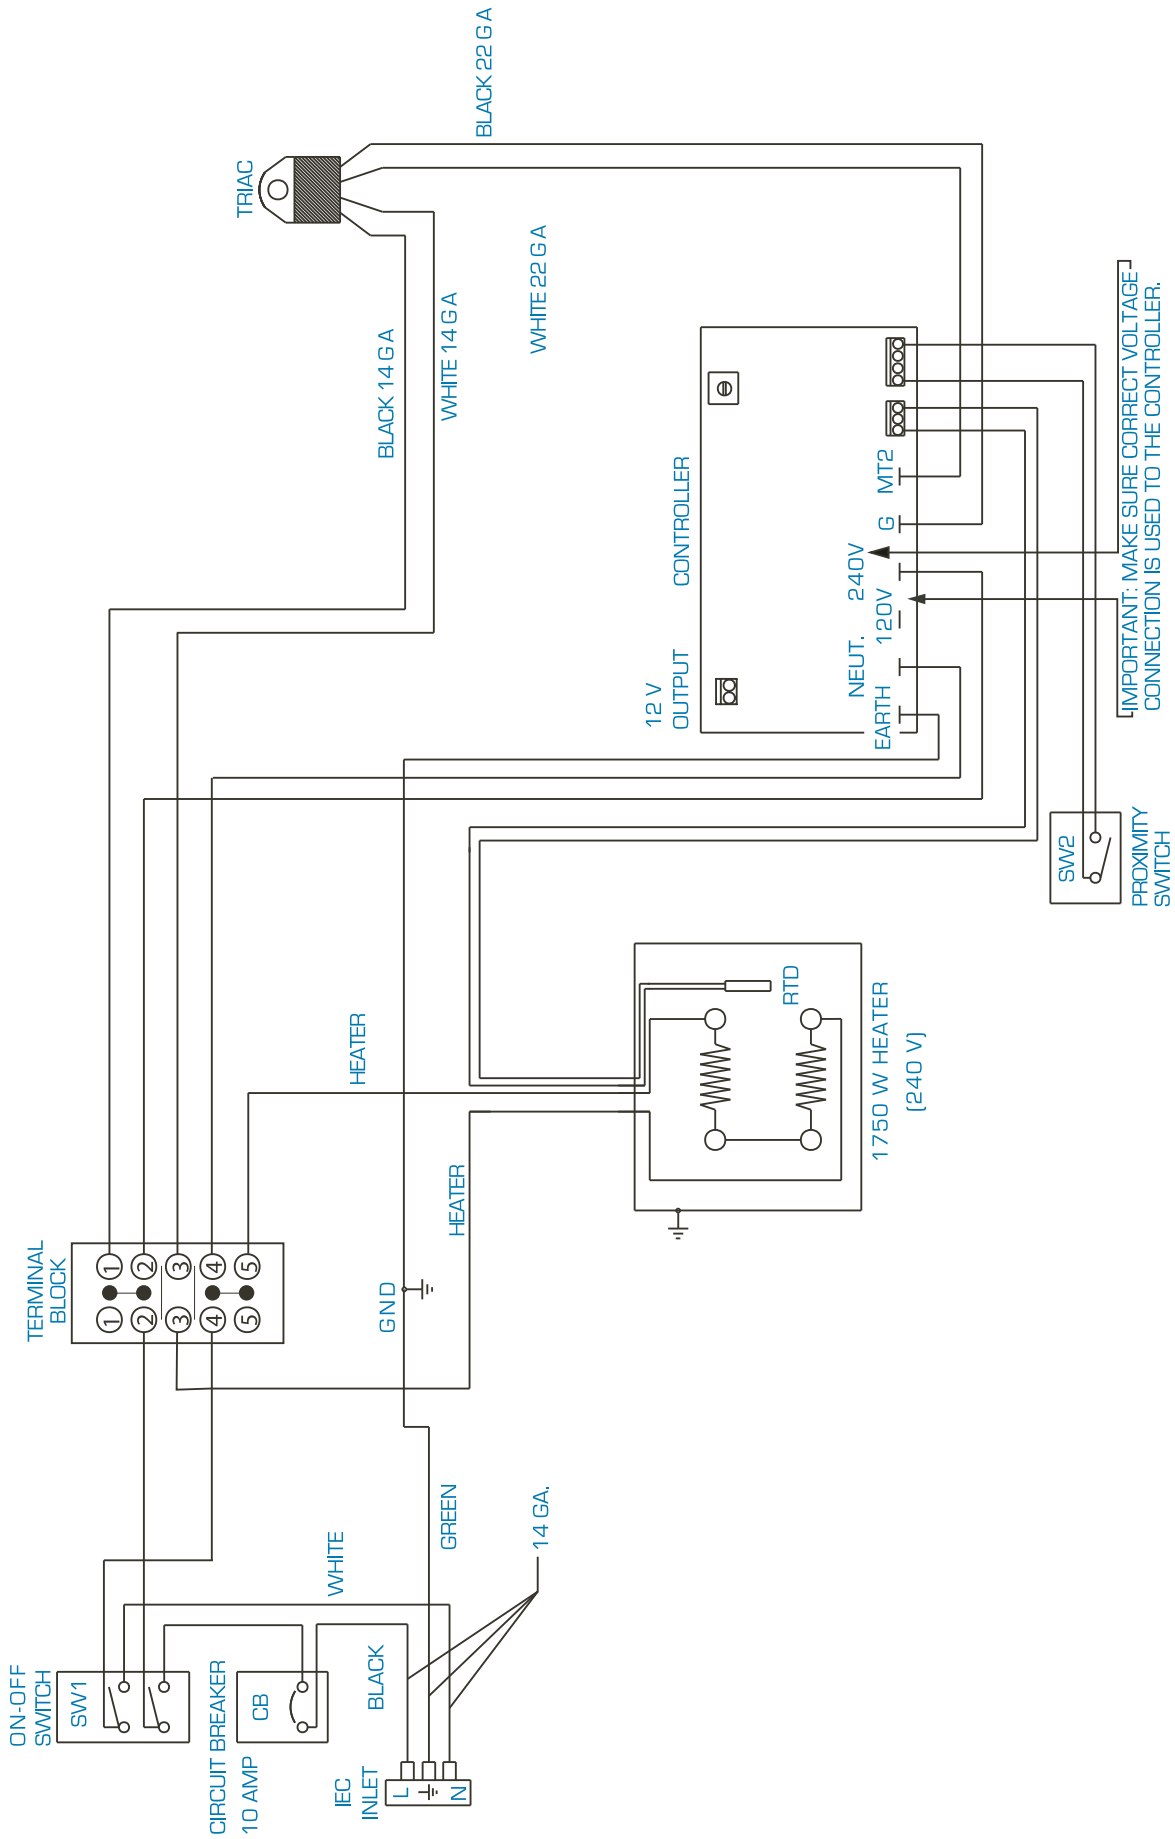 ON-OFF
SWITCH
SW1
CIRCUIT BREAKER
10 AMP
CB
IEC
INLET
L
N
BLACK
WHITE
GREEN
14 GA.
TERMINAL
BLOCK
1
2
3
4
5
1
2
3
4
5
GND
HEATER
HEATER
1750 W HEATER
(240 V)
RTD
TRIAC
BLACK 14 GA
WHITE 14 GA
BLACK 22 GA
WHITE 22 GA
CONTROLLER
12 V
OUTPUT
EARTH
NEUT.
120V
240V
G
MT2
SW2
PROXIMITY
SWITCH
IMPORTANT: MAKE SURE CORRECT VOLTAGE
CONNECTION IS USED TO THE CONTROLLER.